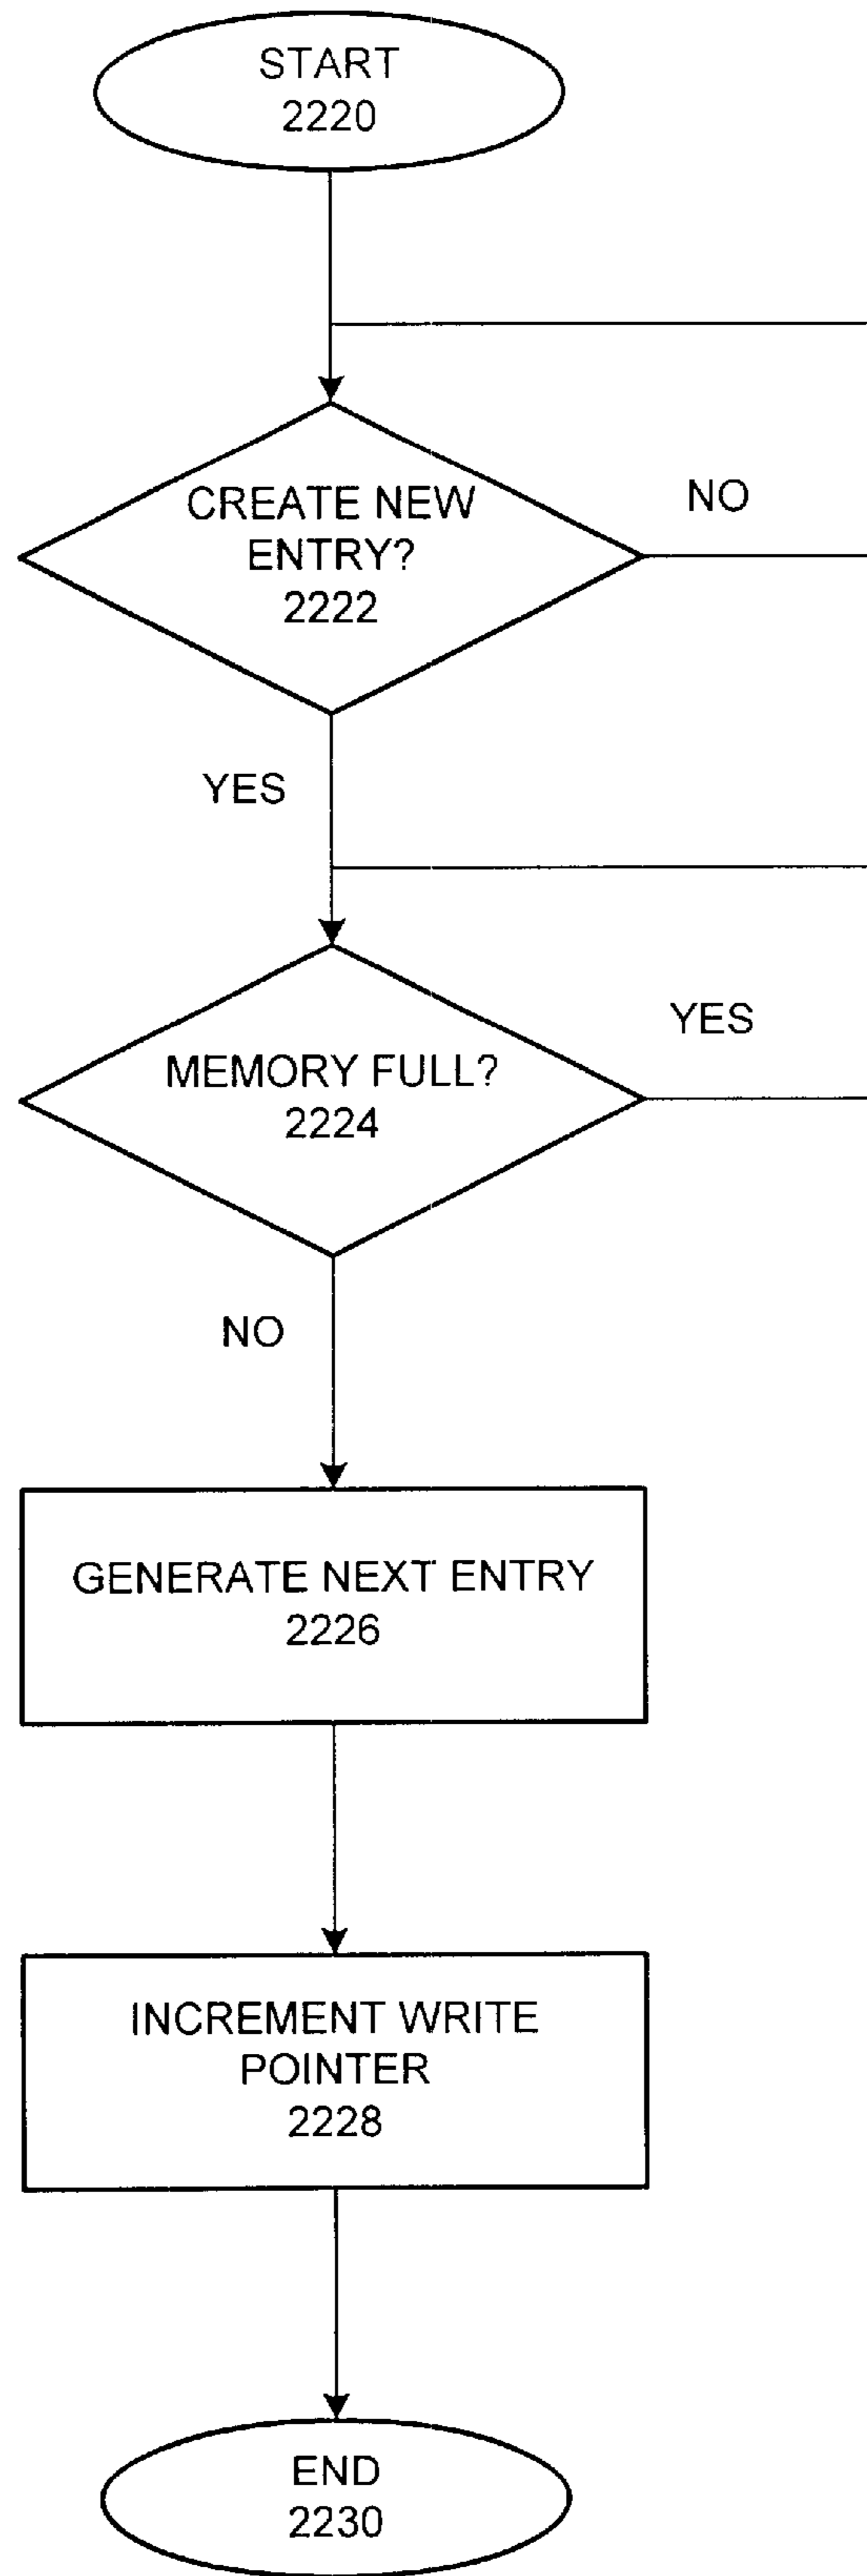 START
2220
CREATE NEW
ENTRY?
2222
NO
YES
MEMORY FULL?
2224
YES
NO
GENERATE NEXT ENTRY
2226
INCREMENT WRITE
POINTER
2228
END
2230